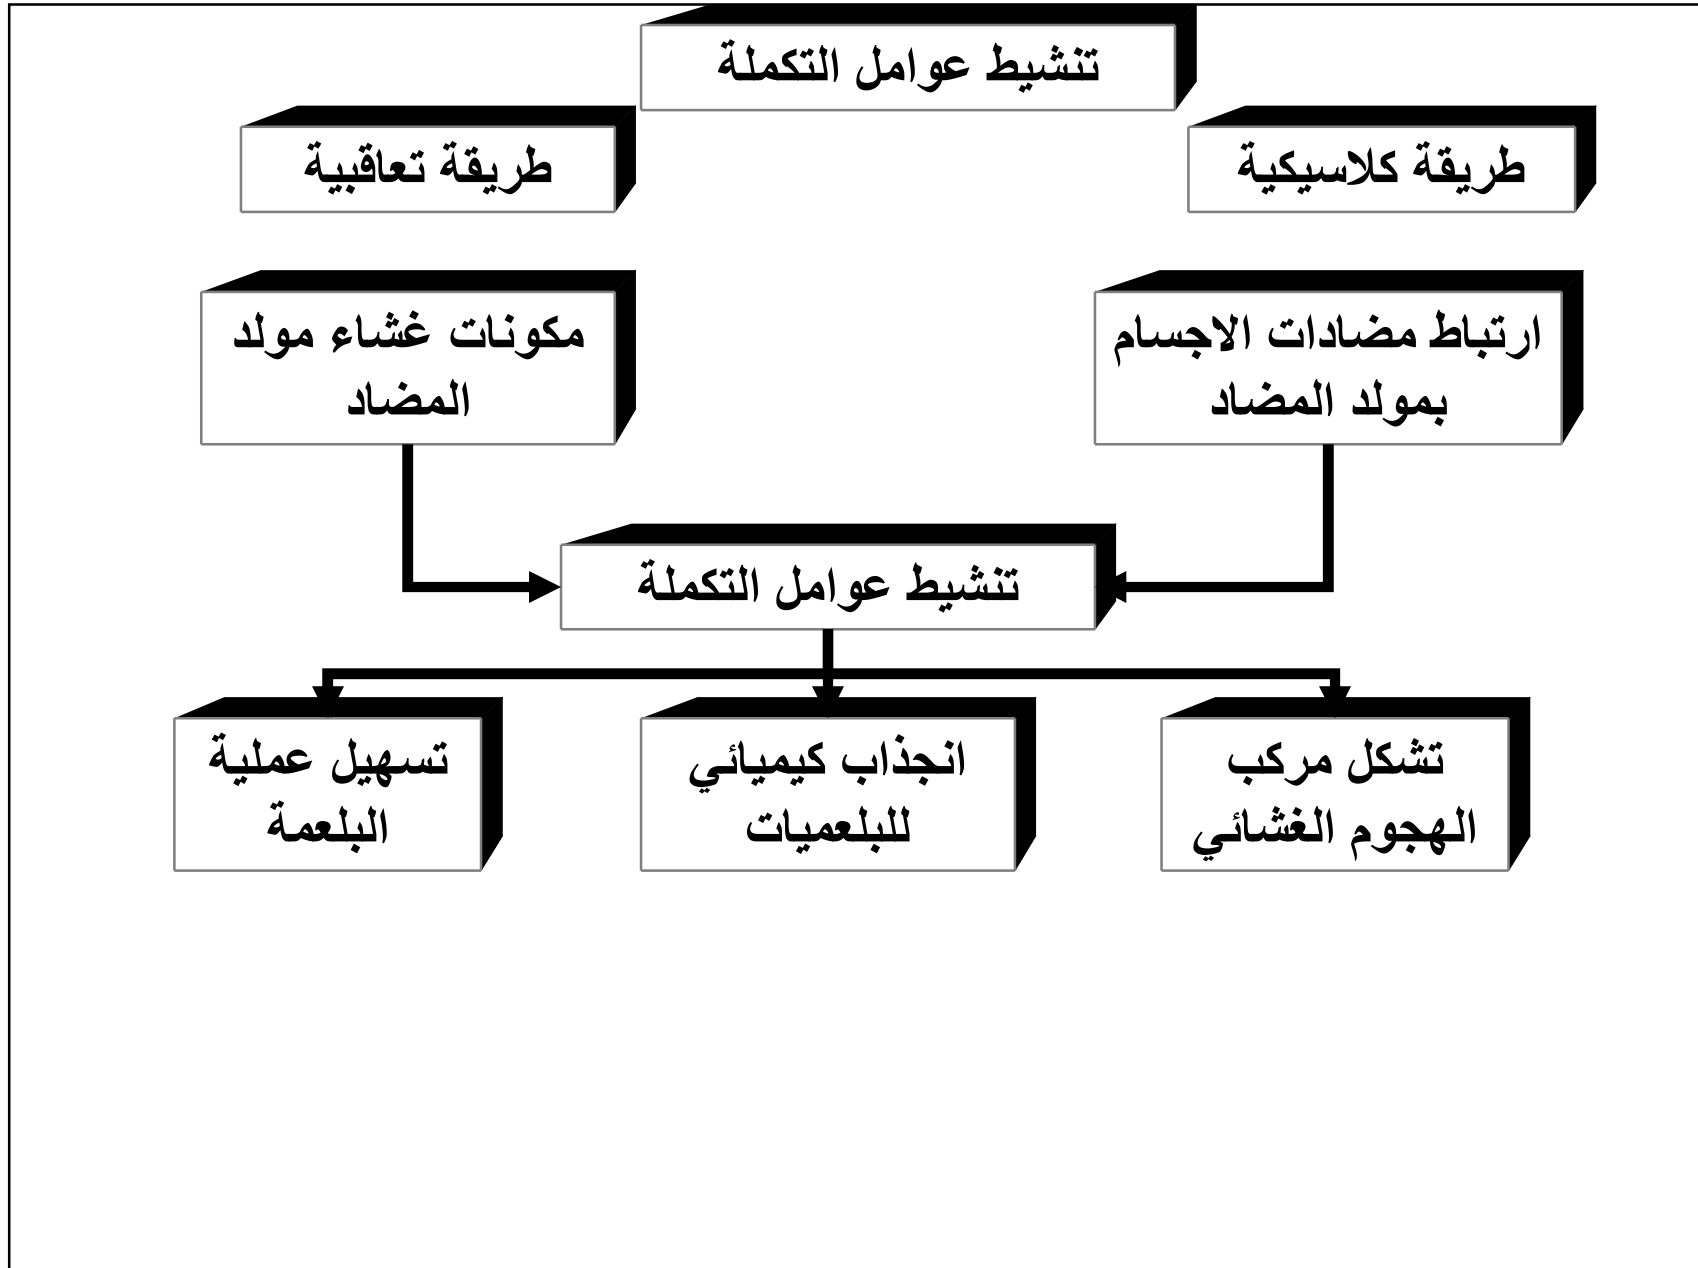 تنشيط عوامل التكملة
طريقة كلاسيكية
طريقة تعاقبية
ارتباط مضادات الاجسام
بمولد المضاد
مكونات غشاء مولد
المضاد
تنشيط عوامل التكملة
تشكل مركب
الهجوم الغشائي
انجذاب كيميائي
للبلعميات
تسهيل عملية
البلعمة